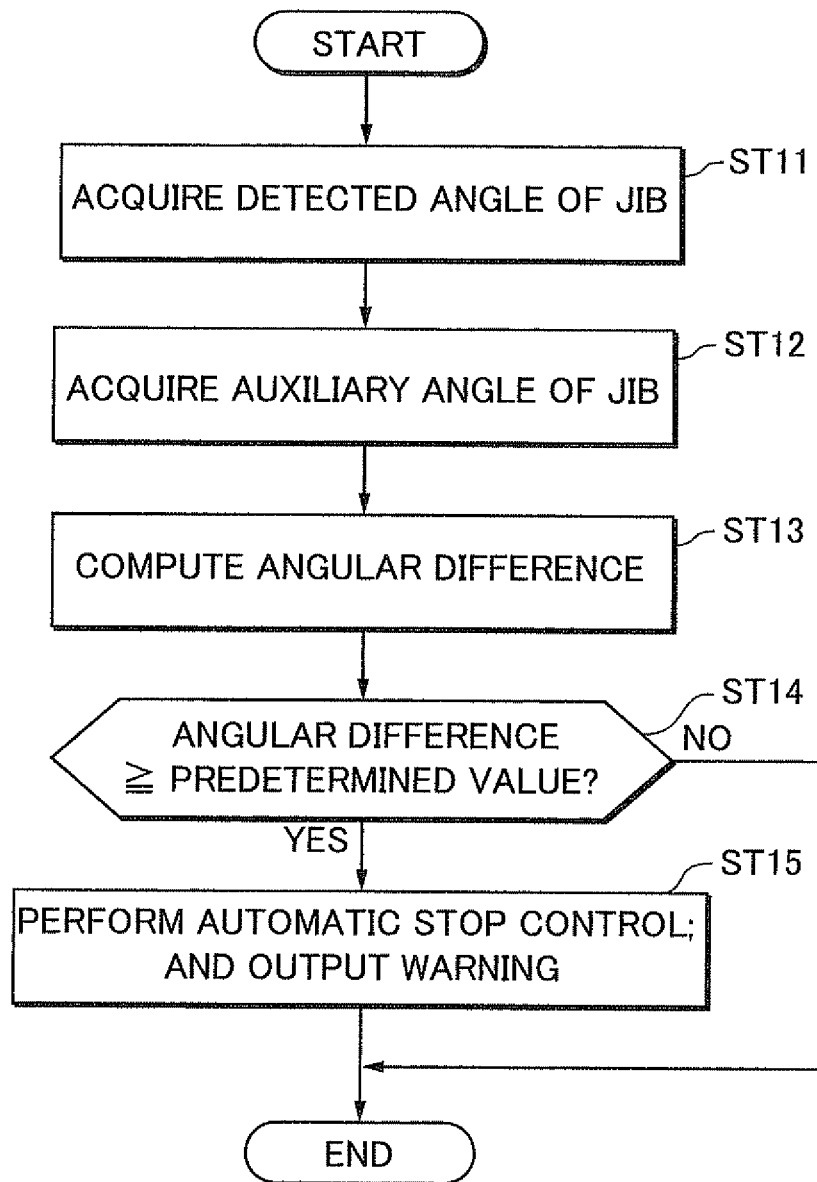 START
ST11
ACQUIRE DETECTED ANGLE OF JIB
ST12
ACQUIRE AUXILIARY ANGLE OF JIB
ST13
COMPUTE ANGULAR DIFFERENCE
ST14
ANGULAR DIFFERENCE
≧ PREDETERMINED VALUE?
NO
YES
ST15
PERFORM AUTOMATIC STOP CONTROL;
AND OUTPUT WARNING
END